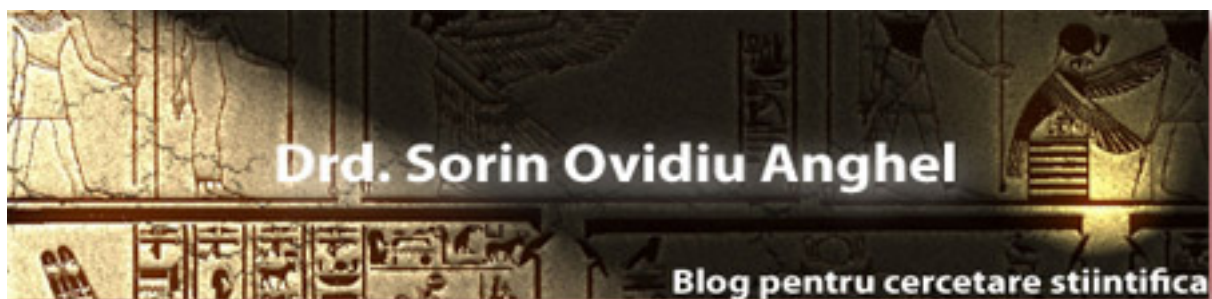 Drd. Sorin Ovidiu Anghel
Blog pentru cercetare stiintifica